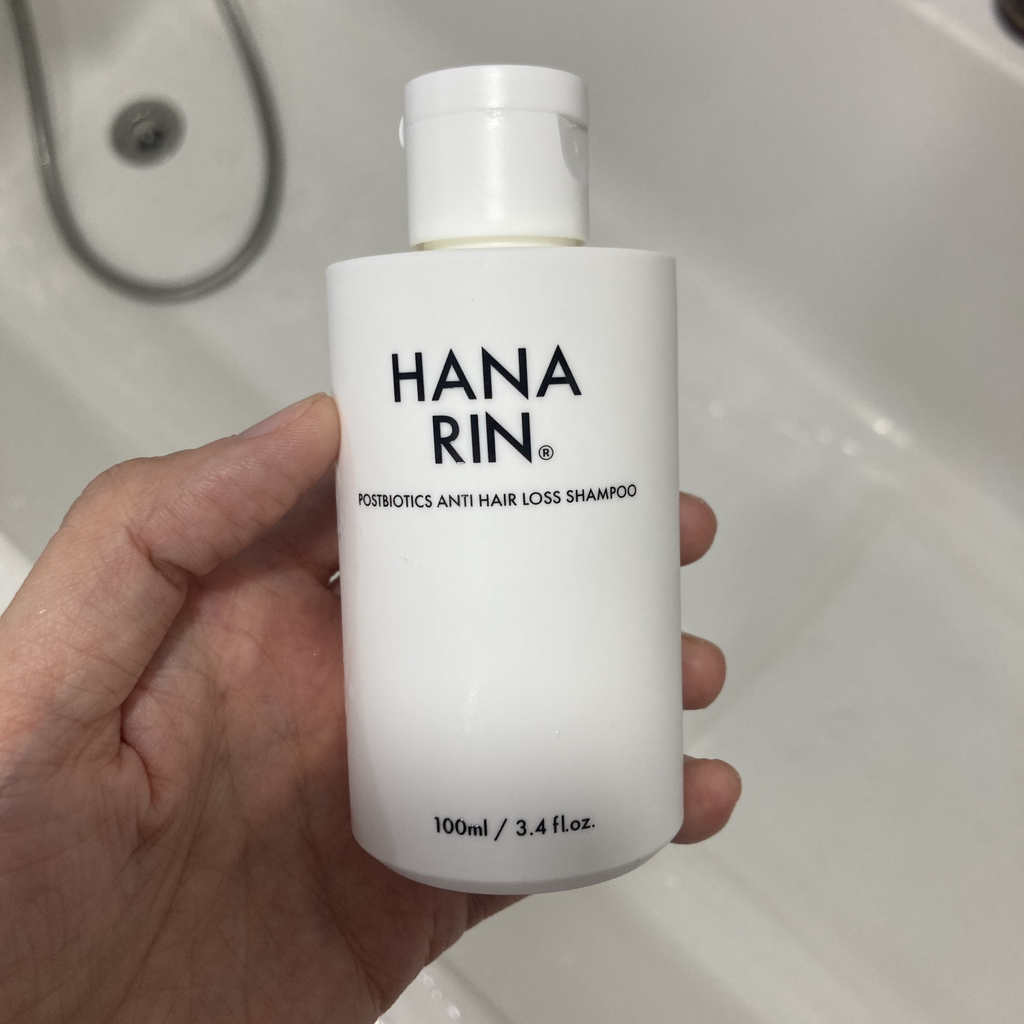 HANA
RIN®
POSTBIOTICS ANTI HAIR LOSS SHAMPOO
100ml / 3.4 fl.oz.